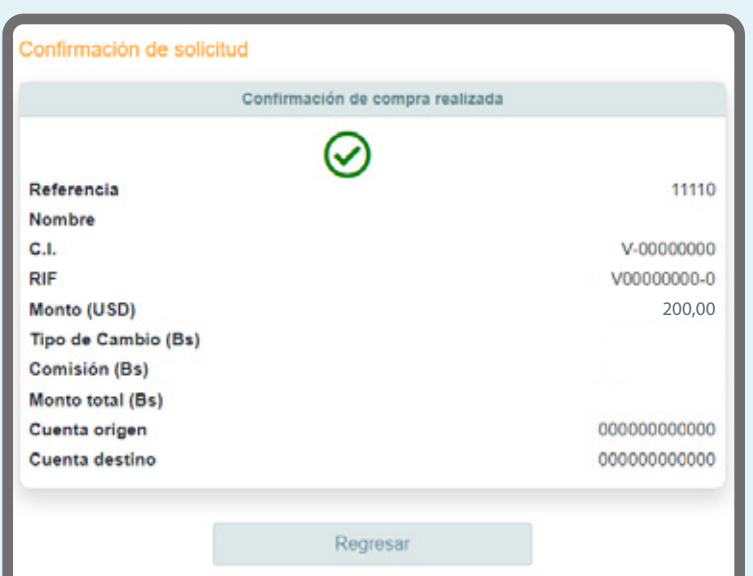 Confirmación de solicitud
Confirmación de compra realizada
Referencia 11110
Nombre
C.I. V-00000000
RIF V00000000-0
Monto (USD) 200,00
Tipo de Cambio (Bs)
Comisión (Bs)
Monto total (Bs)
Cuenta origen 000000000000
Cuenta destino 000000000000
Regresar